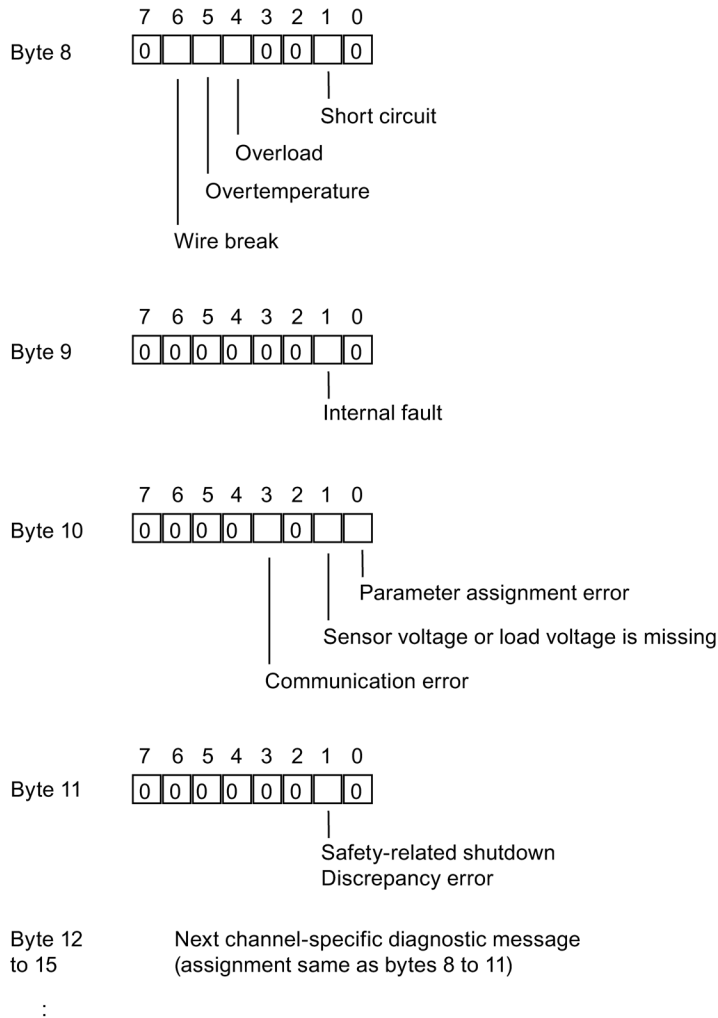 7 6 5 4 3 2 1 0
Byte 8 0 0 0 0
Short circuit
Overload
Overtemperature
Wire break
7 6 5 4 3 2 1 0
Byte 9 0 0 0 0 0 0 0
Internal fault
7 6 5 4 3 2 1 0
Byte 10 0 0 0 0 0
Parameter assignment error
Sensor voltage or load voltage is missing
Communication error
7 6 5 4 3 2 1 0
Byte 11 0 0 0 0 0 0 0
Safety-related shutdown
Discrepancy error
Byte 12 Next channel-specific diagnostic message
to 15 (assignment same as bytes 8 to 11)
: